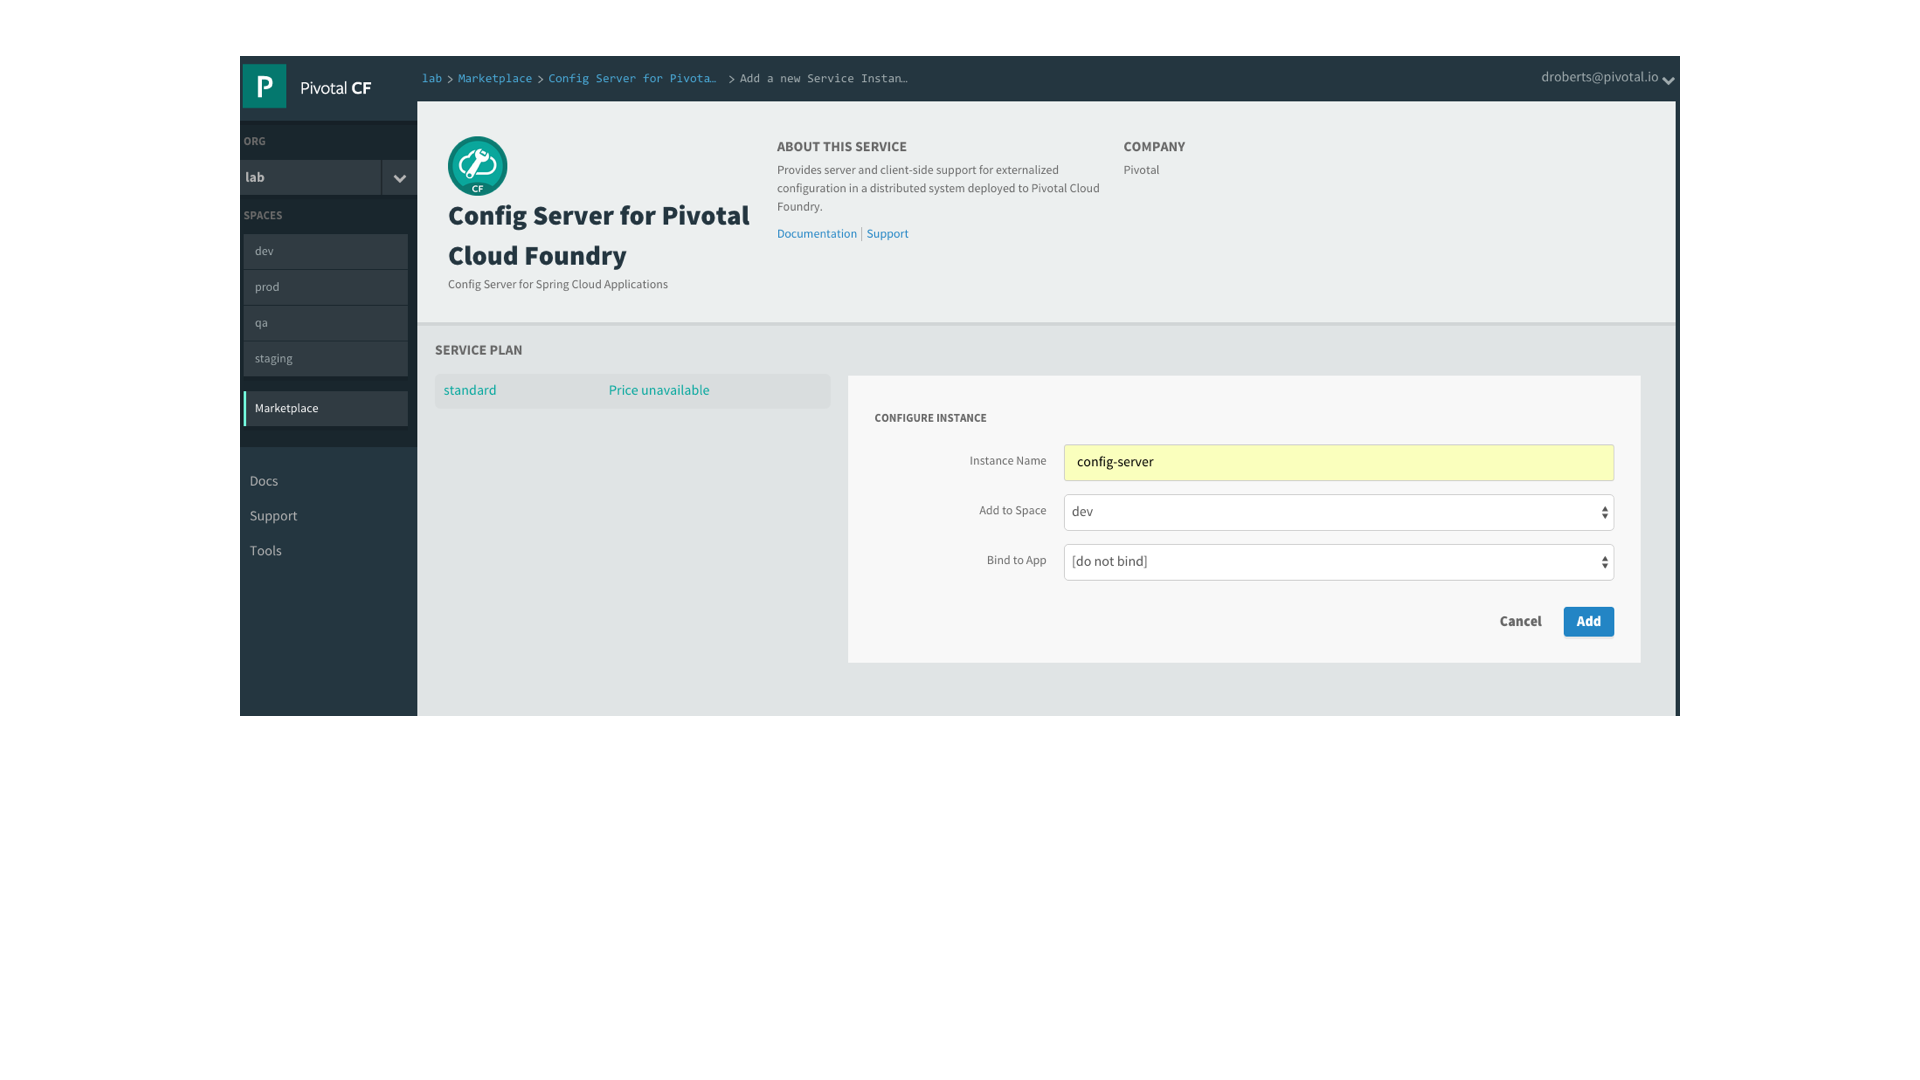 P Pivotal CF
lab > Marketplace > Config Server for Pivota… > Add a new Service Instan…
droberts@pivotal.io
ORG
lab
SPACES
dev
prod
qa
staging
Marketplace
Docs
Support
Tools
CF
Config Server for Pivotal
Cloud Foundry
Config Server for Spring Cloud Applications
ABOUT THIS SERVICE
Provides server and client-side support for externalized
configuration in a distributed system deployed to Pivotal Cloud
Foundry.
Documentation | Support
COMPANY
Pivotal
SERVICE PLAN
standard Price unavailable
CONFIGURE INSTANCE
Instance Name config-server
Add to Space dev
Bind to App [do not bind]
Cancel Add